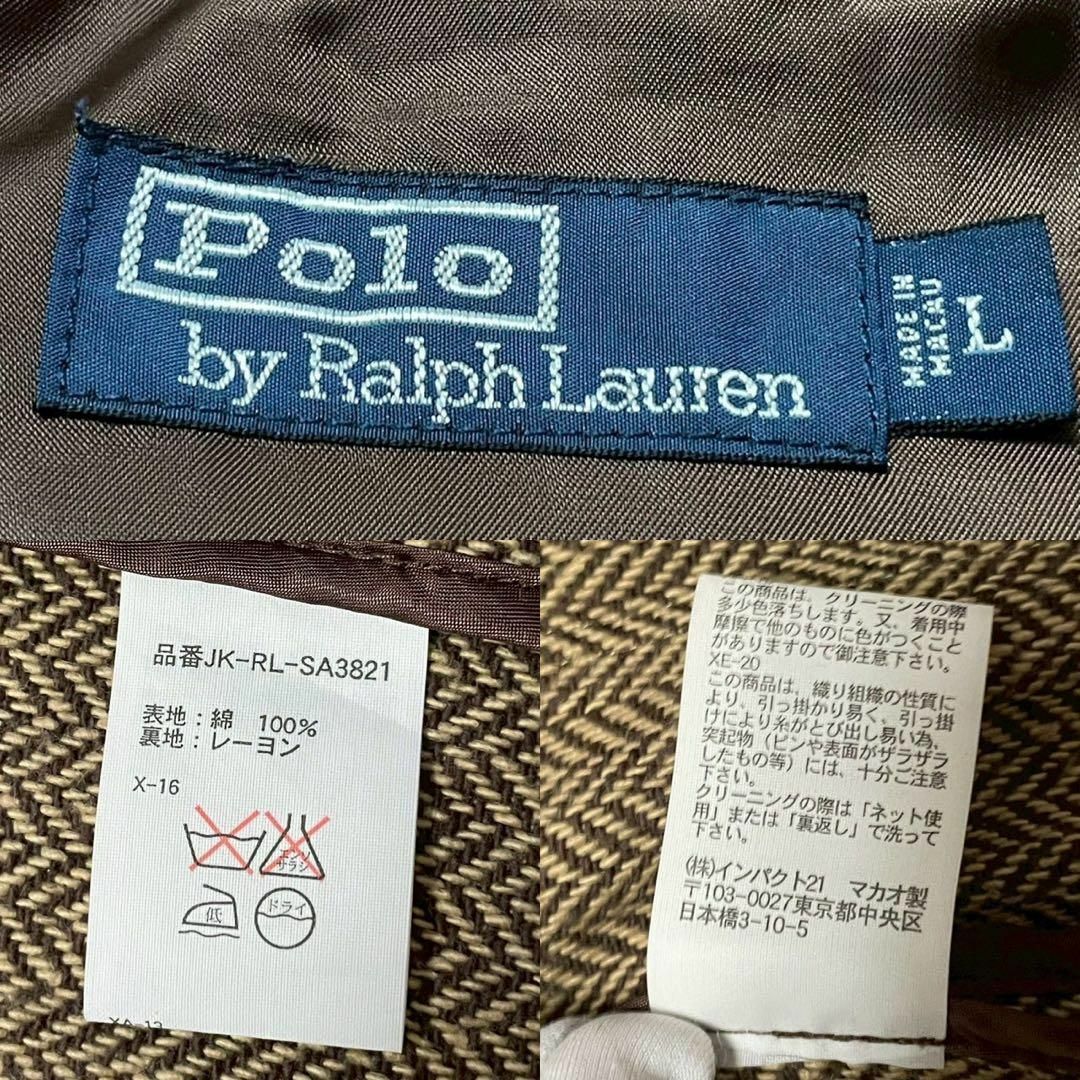 Polo
by Ralph Lauren
MADE IN
MACAU
L
品番JK-RL-SA3821
表地：綿 100%
裏地：レーヨン
X-16
エンソ
サラシ
低
ドライ
この商品は、クリーニングの際
多少色落ちします。又、着用中
摩擦で他のものに色がつくこと
がありますので御注意下さい。
XE-20
この商品は、織り組織の性質に
より、引っ掛かり易く、引っ掛
けにより糸がとび出し易い為、
突起物（ピンや表面がザラザラ
したもの等）には、十分ご注意
下さい。
クリーニングの際は「ネット使
用」または「裏返し」で洗って
下さい。
(株)インパクト21 マカオ製
〒103-0027東京都中央区
日本橋3-10-5